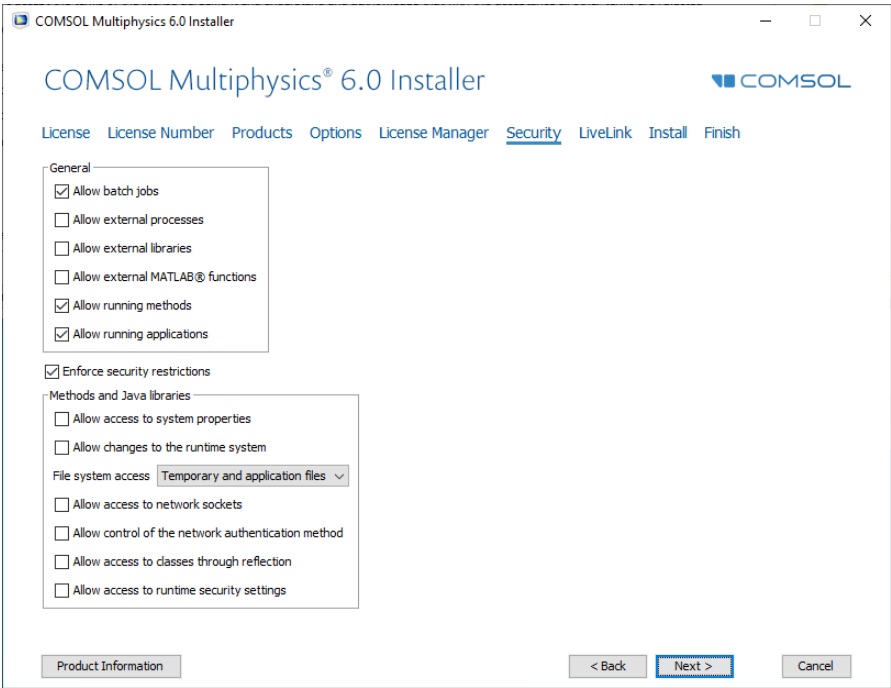 COMSOL Multiphysics 6.0 Installer
COMSOL Multiphysics® 6.0 Installer
COMSOL
License License Number Products Options License Manager Security LiveLink Install Finish
General
Allow batch jobs
Allow external processes
Allow external libraries
Allow external MATLAB® functions
Allow running methods
Allow running applications
Enforce security restrictions
Methods and Java libraries
Allow access to system properties
Allow changes to the runtime system
File system access Temporary and application files
Allow access to network sockets
Allow control of the network authentication method
Allow access to classes through reflection
Allow access to runtime security settings
Product Information < Back Next > Cancel